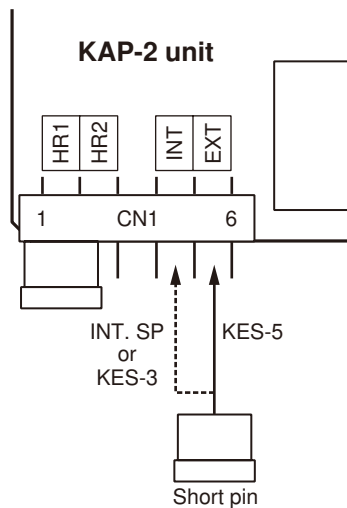 KAP-2 unit
HR1
HR2
INT
EXT
1 CN1 6
INT. SP
or
KES-3
KES-5
Short pin